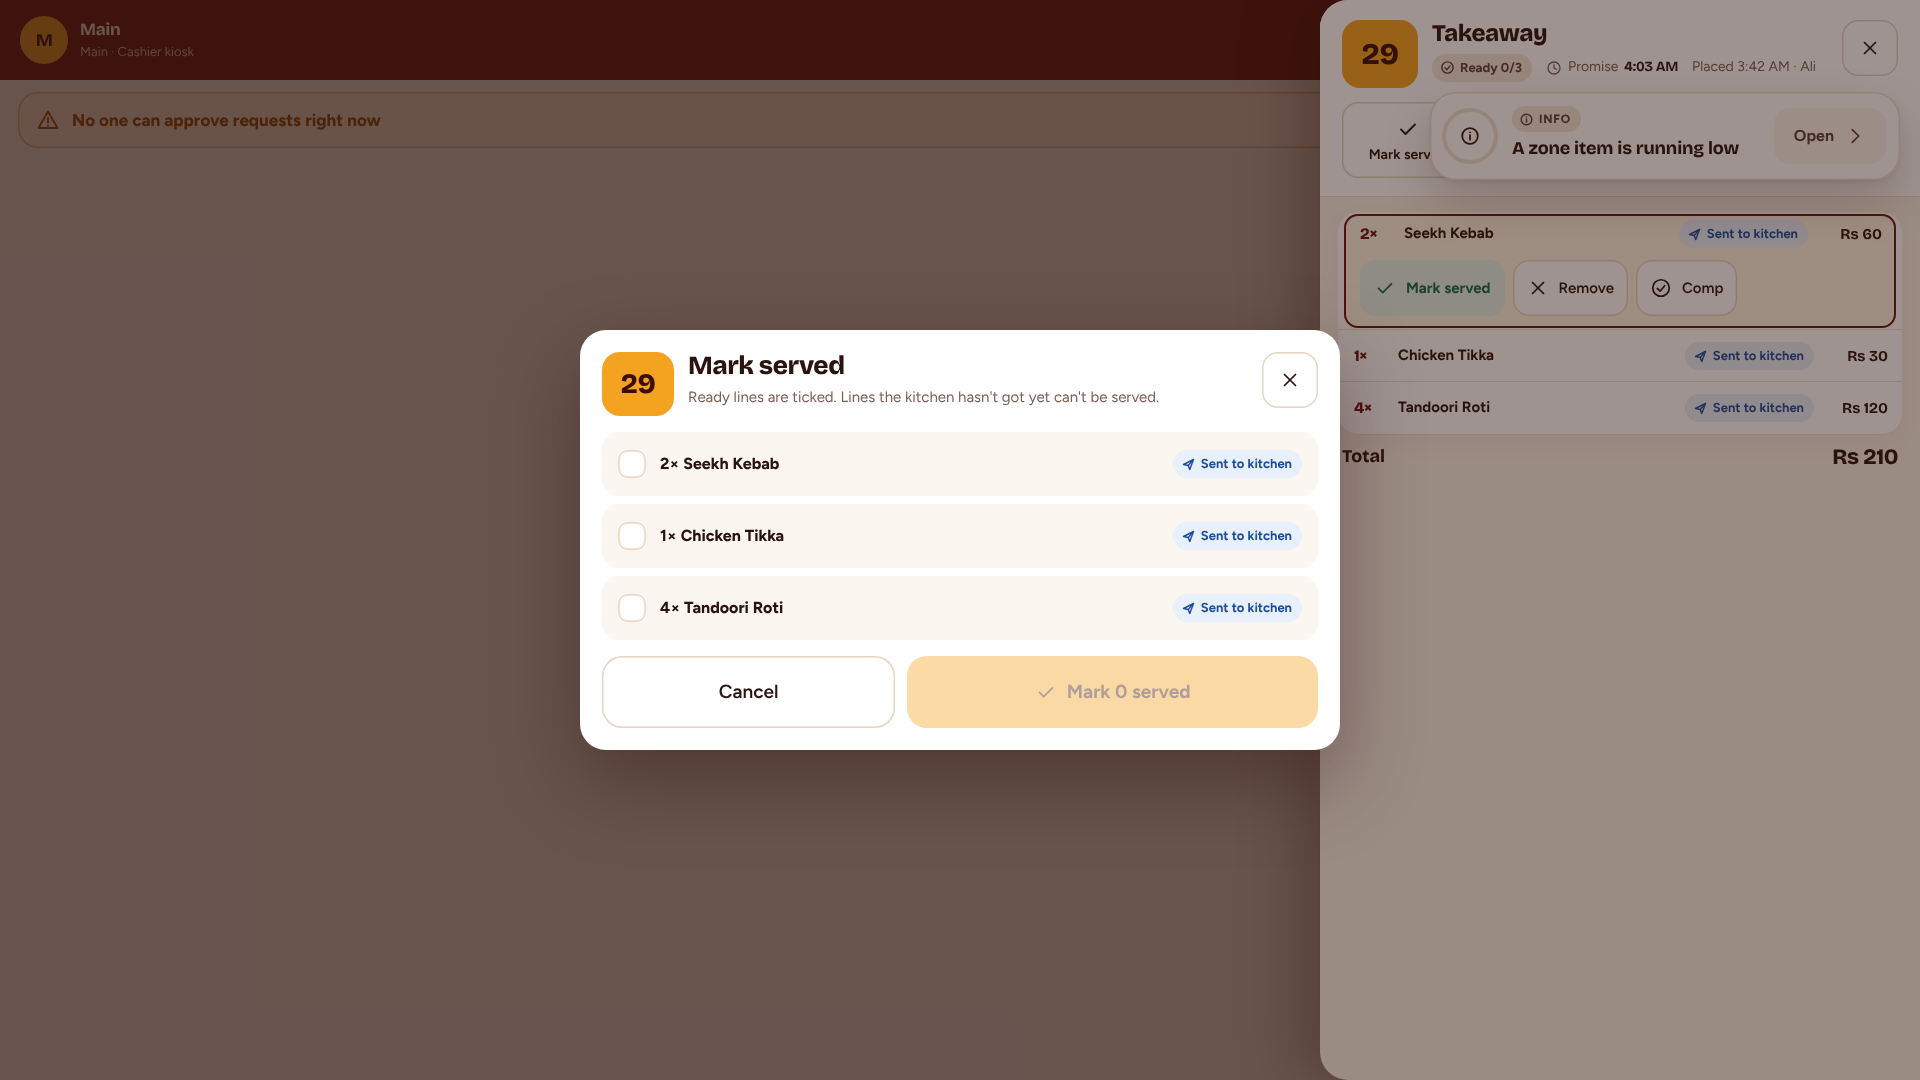 M
Main
Main · Cashier kiosk
No one can approve requests right now
29
Takeaway
Ready 0/3
Promise 4:03 AM
Placed 3:42 AM · Ali
Mark serv
INFO
A zone item is running low
Open
2× Seekh Kebab Sent to kitchen Rs 60
Mark served
Remove
Comp
1× Chicken Tikka Sent to kitchen Rs 30
4× Tandoori Roti Sent to kitchen Rs 120
Total Rs 210
29
Mark served
Ready lines are ticked. Lines the kitchen hasn't got yet can't be served.
2× Seekh Kebab Sent to kitchen
1× Chicken Tikka Sent to kitchen
4× Tandoori Roti Sent to kitchen
Cancel
Mark 0 served